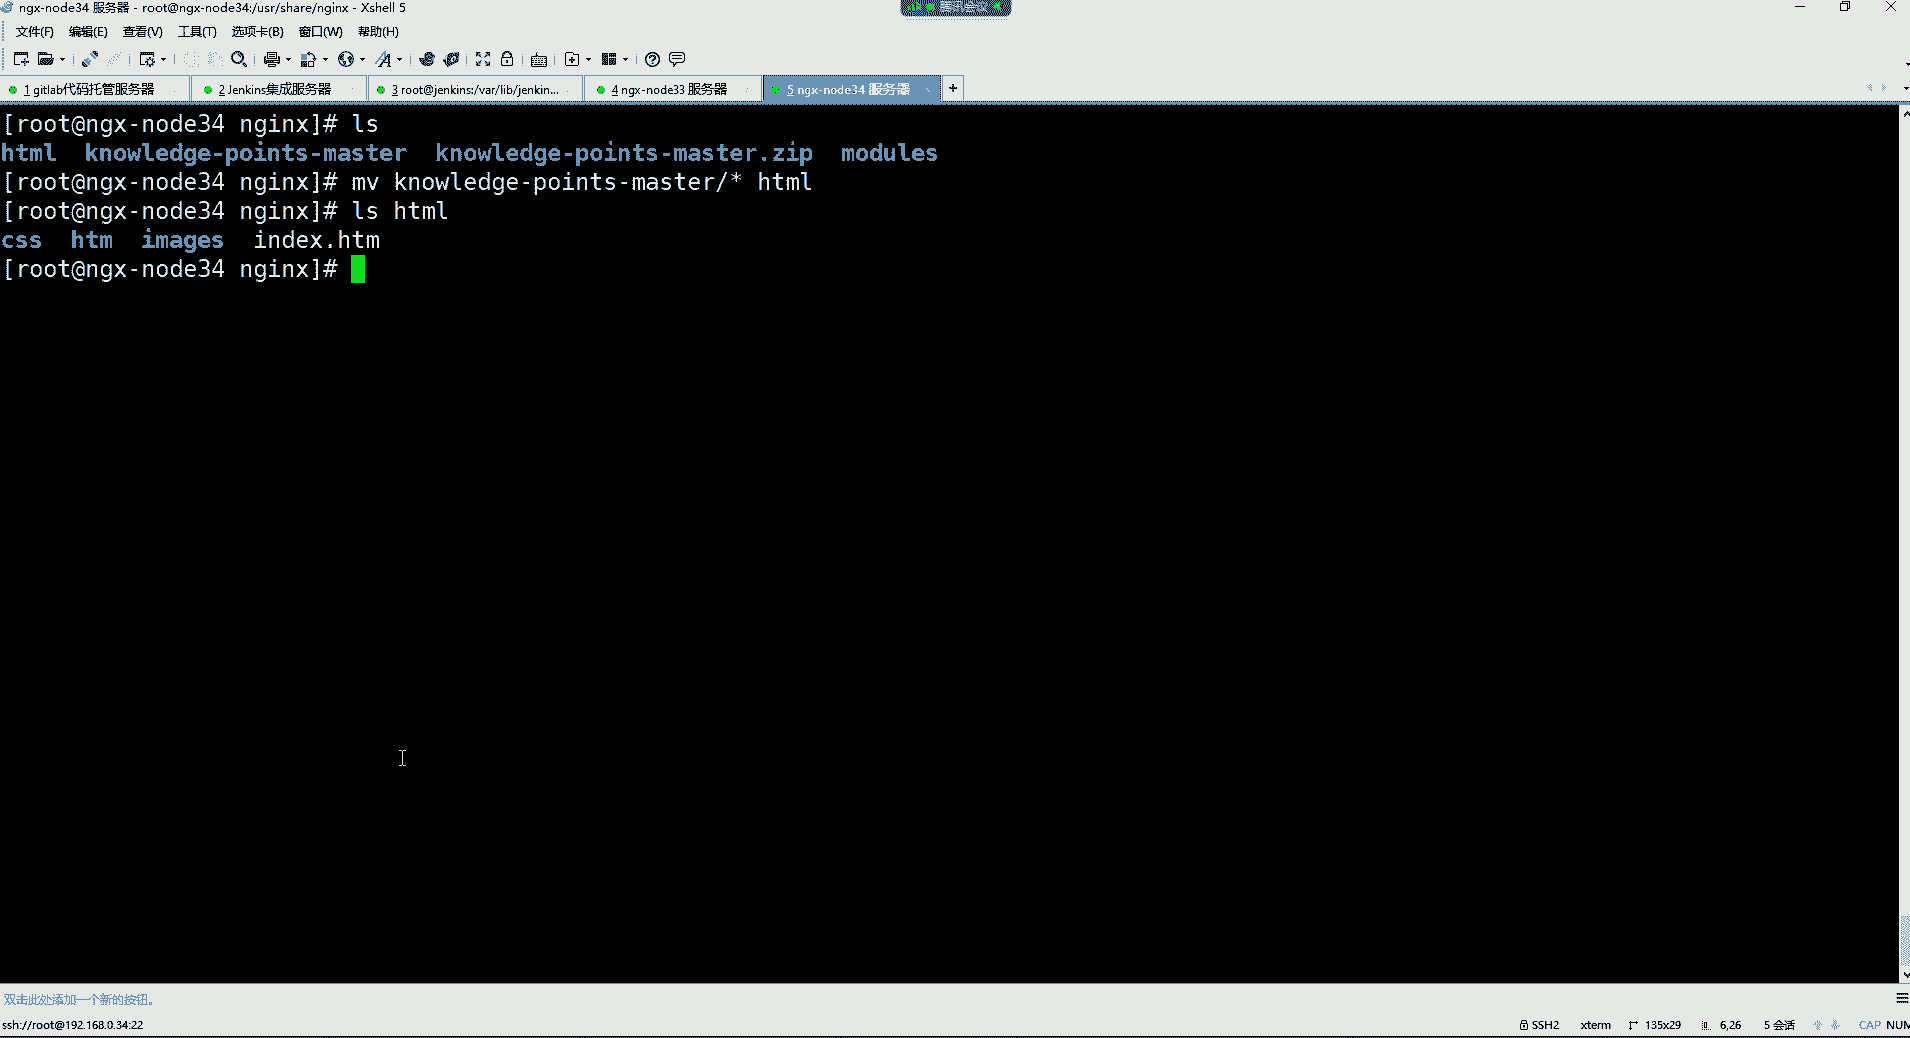 ngx-node34 服务器 - root@ngx-node34:/usr/share/nginx - Xshell 5
腾讯会议
文件(F) 编辑(E) 查看(V) 工具(T) 选项卡(B) 窗口(W) 帮助(H)
1 gitlab代码托管服务器 2 Jenkins集成服务器 3 root@jenkins:/var/lib/jenkin... 4 ngx-node33 服务器 5 ngx-node34 服务器 +
[root@ngx-node34 nginx]# ls
html knowledge-points-master knowledge-points-master.zip modules
[root@ngx-node34 nginx]# mv knowledge-points-master/* html
[root@ngx-node34 nginx]# ls html
css htm images index.htm
[root@ngx-node34 nginx]#
双击此处添加一个新的按钮。
ssh://root@192.168.0.34:22 SSH2 xterm 135x29 6,26 5 会话 CAP NUM